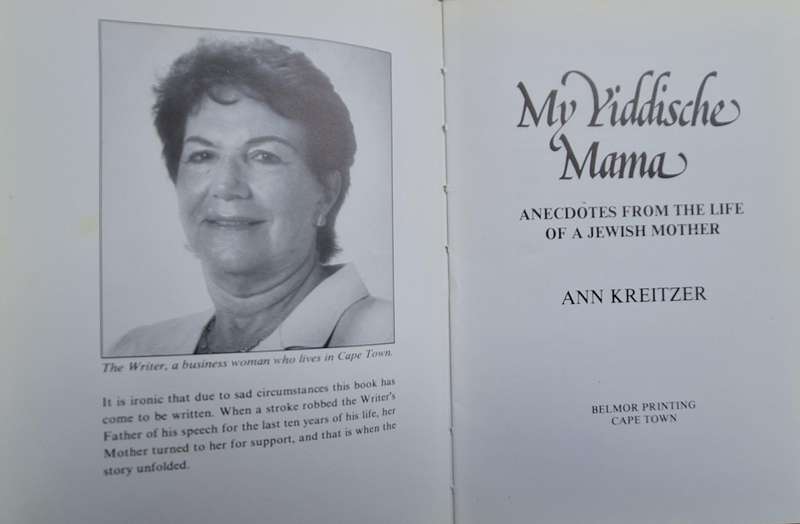 The Writer, a business woman who lives in Cape Town.
It is ironic that due to sad circumstances this book has
come to be written. When a stroke robbed the Writer's
Father of his speech for the last ten years of his life, her
Mother turned to her for support, and that is when the
story unfolded.
My Yiddische
Mama
ANECDOTES FROM THE LIFE
OF A JEWISH MOTHER
ANN KREITZER
BELMOR PRINTING
CAPE TOWN